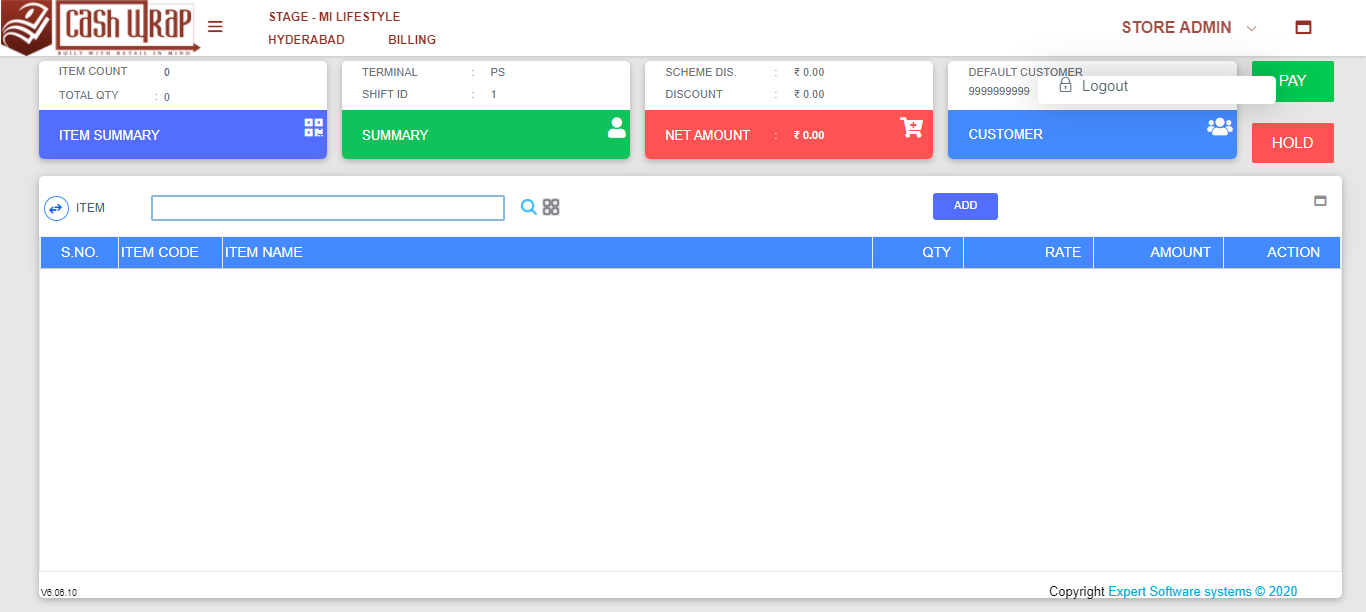 CASH WRAP
BUILT WITH RETAIL IN MIND
STAGE - MI LIFESTYLE
HYDERABAD BILLING
STORE ADMIN
Logout
ITEM COUNT 0
TOTAL QTY : 0
ITEM SUMMARY
TERMINAL : PS
SHIFT ID : 1
SUMMARY
SCHEME DIS. : ₹ 0.00
DISCOUNT : ₹ 0.00
NET AMOUNT : ₹ 0.00
DEFAULT CUSTOMER
9999999999
CUSTOMER
PAY
HOLD
ITEM
ADD
S.NO. ITEM CODE ITEM NAME QTY RATE AMOUNT ACTION
V6.06.10
Copyright Expert Software systems © 2020